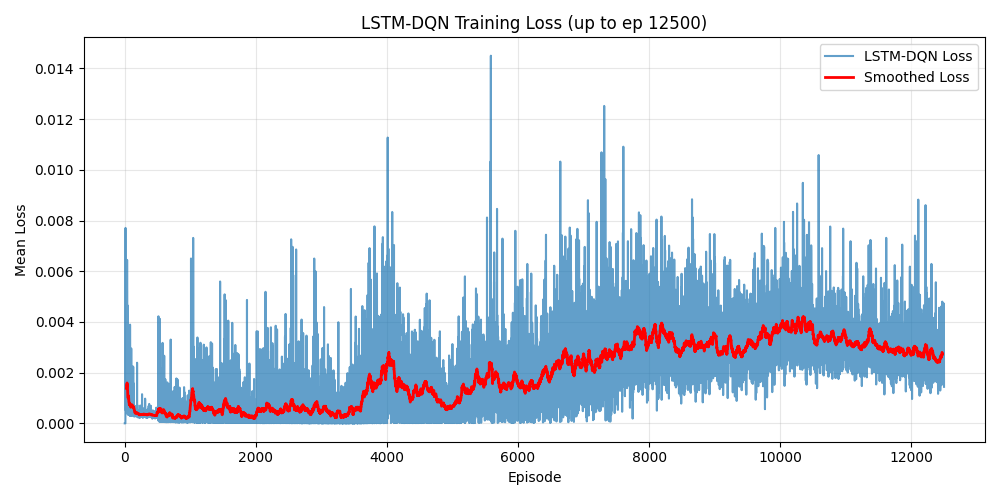 LSTM-DQN Training Loss (up to ep 12500)
LSTM-DQN Loss
Smoothed Loss
Mean Loss
0.014
0.012
0.010
0.008
0.006
0.004
0.002
0.000
0 2000 4000 6000 8000 10000 12000
Episode